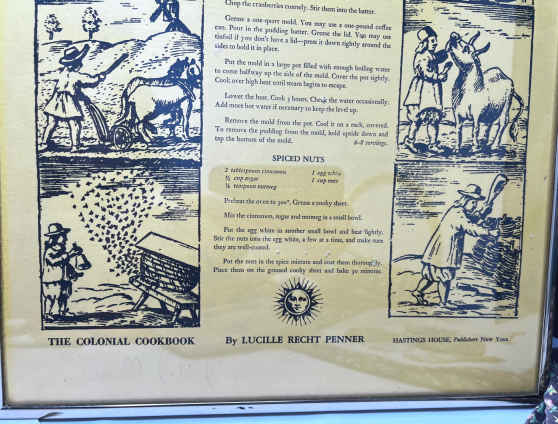 Chop the cranberries coarsely. Stir them into the batter.
Grease a one-quart mold. You may use a one-pound coffee
can. Pour in the pudding batter. Grease the lid. You may use
tinfoil if you don't have a lid—press it down tightly around the
sides to hold it in place.
Put the mold in a large pot filled with enough boiling water
to come halfway up the side of the mold. Cover the pot tightly.
Cook over high heat until steam begins to escape.
Lower the heat. Cook 3 hours. Check the water occasionally.
Add more hot water if necessary to keep the level up.
Remove the mold from the pot. Cool it on a rack, covered.
To remove the pudding from the mold, hold upside down and
tap the bottom of the mold. 6-8 servings.
SPICED NUTS
2 tablespoons cinnamon 1 egg white
cup sugar 1 cup nuts
teaspoon nutmeg
Preheat the oven to 300°. Grease a cooky sheet.
Mix the cinnamon, sugar and nutmeg in a small bowl.
Put the egg white in another small bowl and beat lightly.
Stir the nuts into the egg white, a few at a time, and make sure
they are well-coated.
Put the nuts in the spice mixture and coat them thoroughly.
Place them on the greased cooky sheet and bake 30 minutes.
THE COLONIAL COOKBOOK By LUCILLE RECHT PENNER HASTINGS HOUSE, Publishers New York